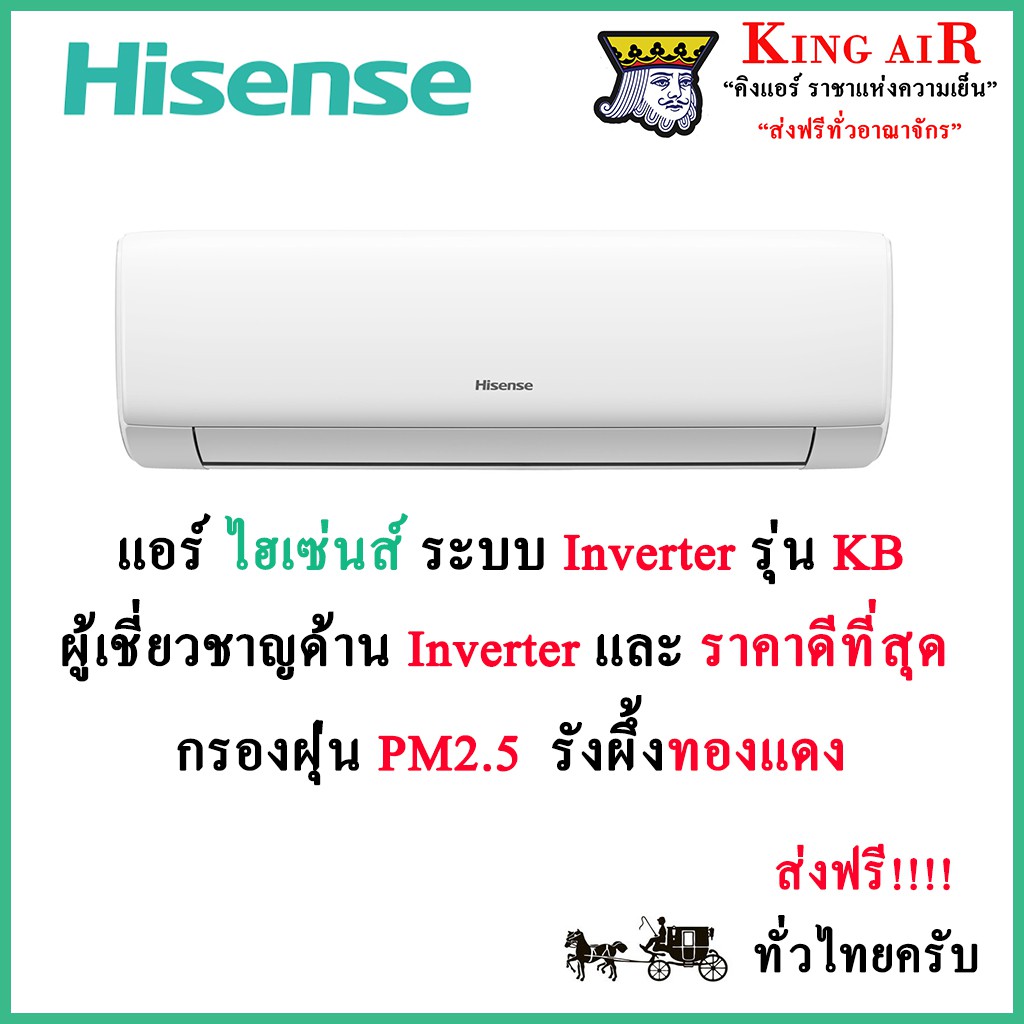 Hisense
KING AIR
“คิงแอร์ ราชาแห่งความเย็น”
“ส่งฟรีทั่วอาณาจักร”
Hisense
แอร์ ไฮเซ่นส์ ระบบ Inverter รุ่น KB
ผู้เชี่ยวชาญด้าน Inverter และ ราคาดีที่สุด
กรองฝุ่น PM2.5 รังผึ้งทองแดง
ส่งฟรี!!!!
ทั่วไทยครับ